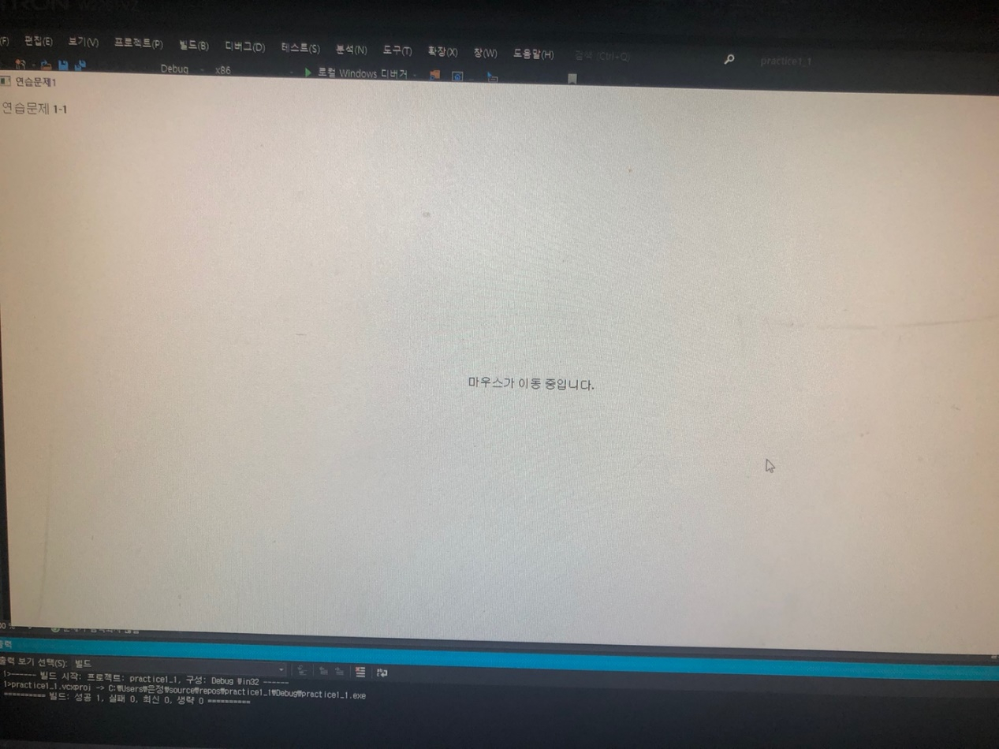 (F) 편집(E) 보기(V) 프로젝트(P) 빌드(B) 디버그(D) 테스트(S) 분석(N) 도구(T) 확장(X) 창(W) 도움말(H) 검색 (Ctrl+Q) practice1_1
Debug x86 로컬 Windows 디버거
연습문제1
연습문제 1-1
마우스가 이동 중입니다.
출력
출력 보기 선택(S): 빌드
1>------ 빌드 시작: 프로젝트: practice1_1, 구성: Debug Win32 ------
1>practice1_1.vcxproj -> C:₩Users₩은정₩source₩repos₩practice1_1₩Debug₩practice1_1.exe
========== 빌드: 성공 1, 실패 0, 최신 0, 생략 0 ==========